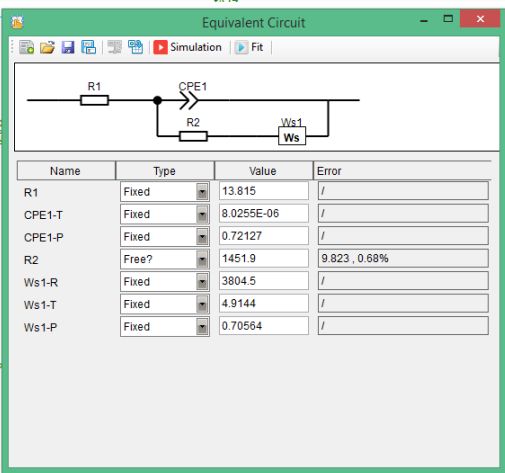 Equivalent Circuit
Simulation Fit
R1 CPE1
R2 Ws1
Ws
Name Type Value Error
R1 Fixed 13.815 /
CPE1-T Fixed 8.0255E-06 /
CPE1-P Fixed 0.72127 /
R2 Free? 1451.9 9.823 , 0.68%
Ws1-R Fixed 3804.5 /
Ws1-T Fixed 4.9144 /
Ws1-P Fixed 0.70564 /